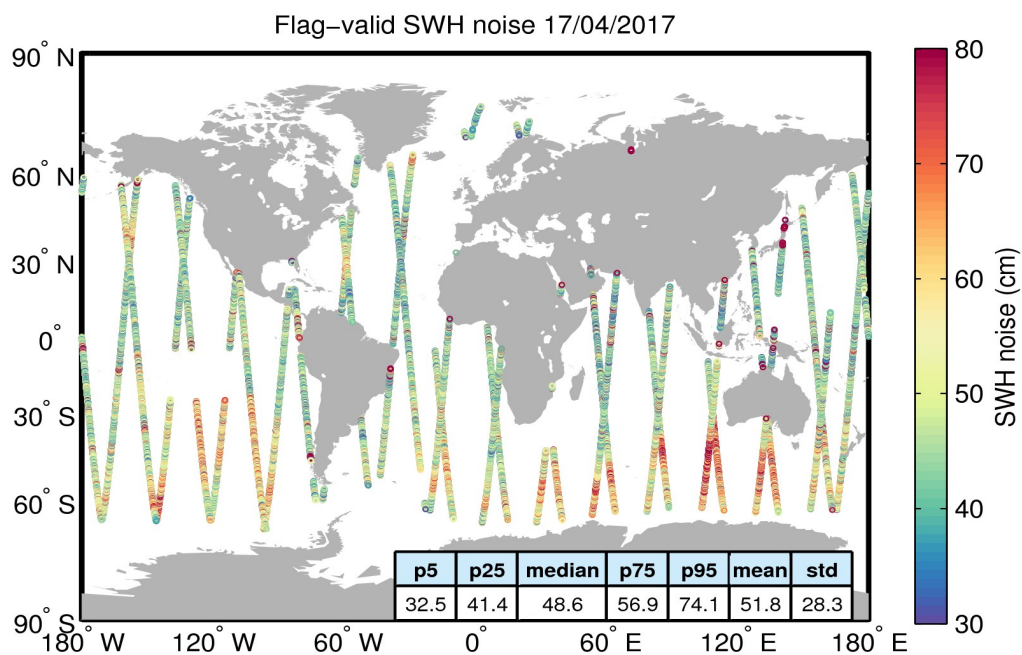 Flag−valid SWH noise 17/04/2017
90° N
60° N
30° N
0°
30° S
60° S
90° S
180° W
120° W
60° W
0°
60° E
120° E
180° E
80
70
60
50
40
30
SWH noise (cm)
p5 p25 median p75 p95 mean std
32.5 41.4 48.6 56.9 74.1 51.8 28.3